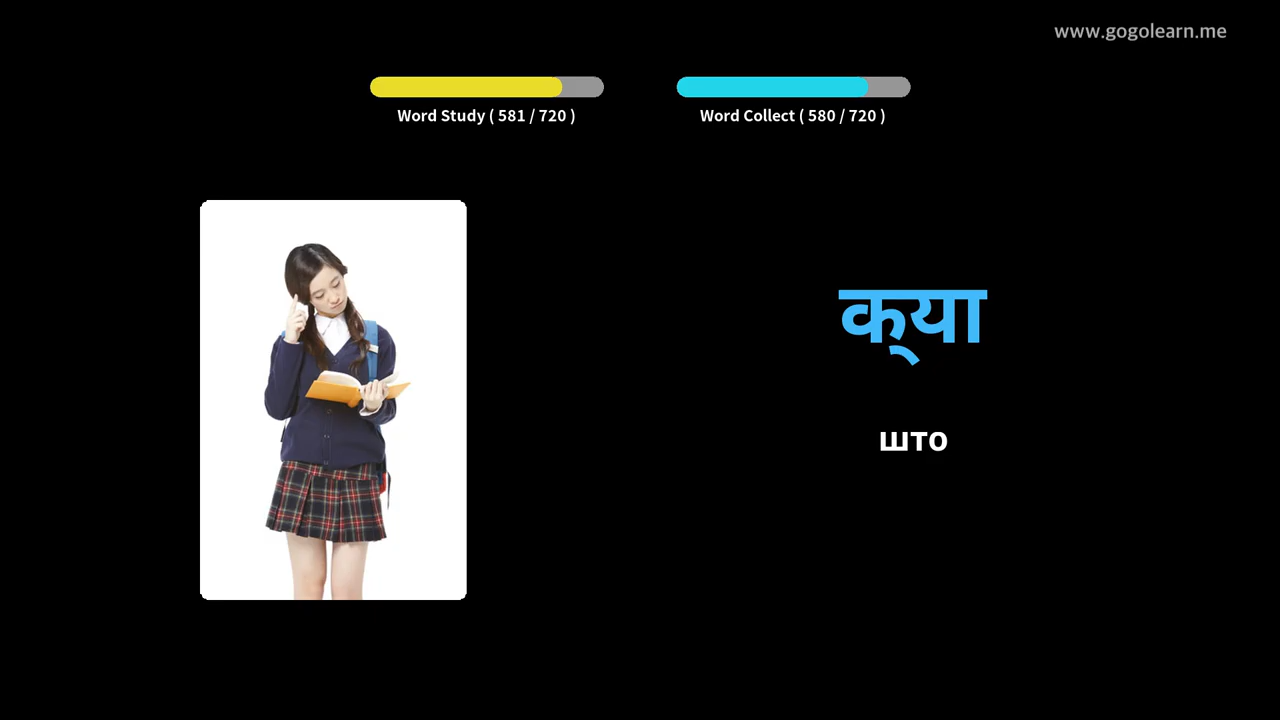 www.gogolearn.me
Word Study ( 581 / 720 )
Word Collect ( 580 / 720 )
क्‌या
што